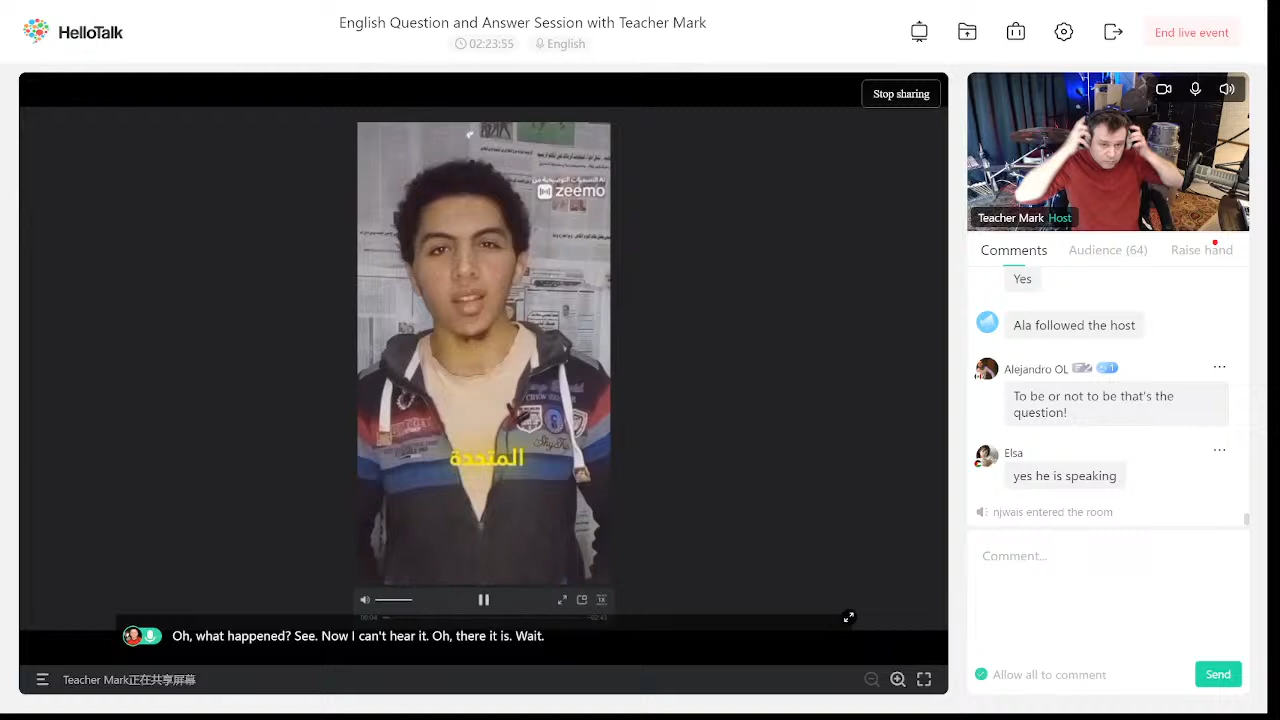 HelloTalk
English Question and Answer Session with Teacher Mark
02:23:55
English
End live event
Stop sharing
zeemo
المتحدة
00:04
-02:43
Oh, what happened? See. Now I can't hear it. Oh, there it is. Wait.
Teacher Mark正在共享屏幕
Teacher Mark Host
Comments
Audience (64)
Raise hand
Yes
Ala followed the host
Alejandro OL
To be or not to be that's the
question!
Elsa
yes he is speaking
njwais entered the room
Comment...
Allow all to comment
Send